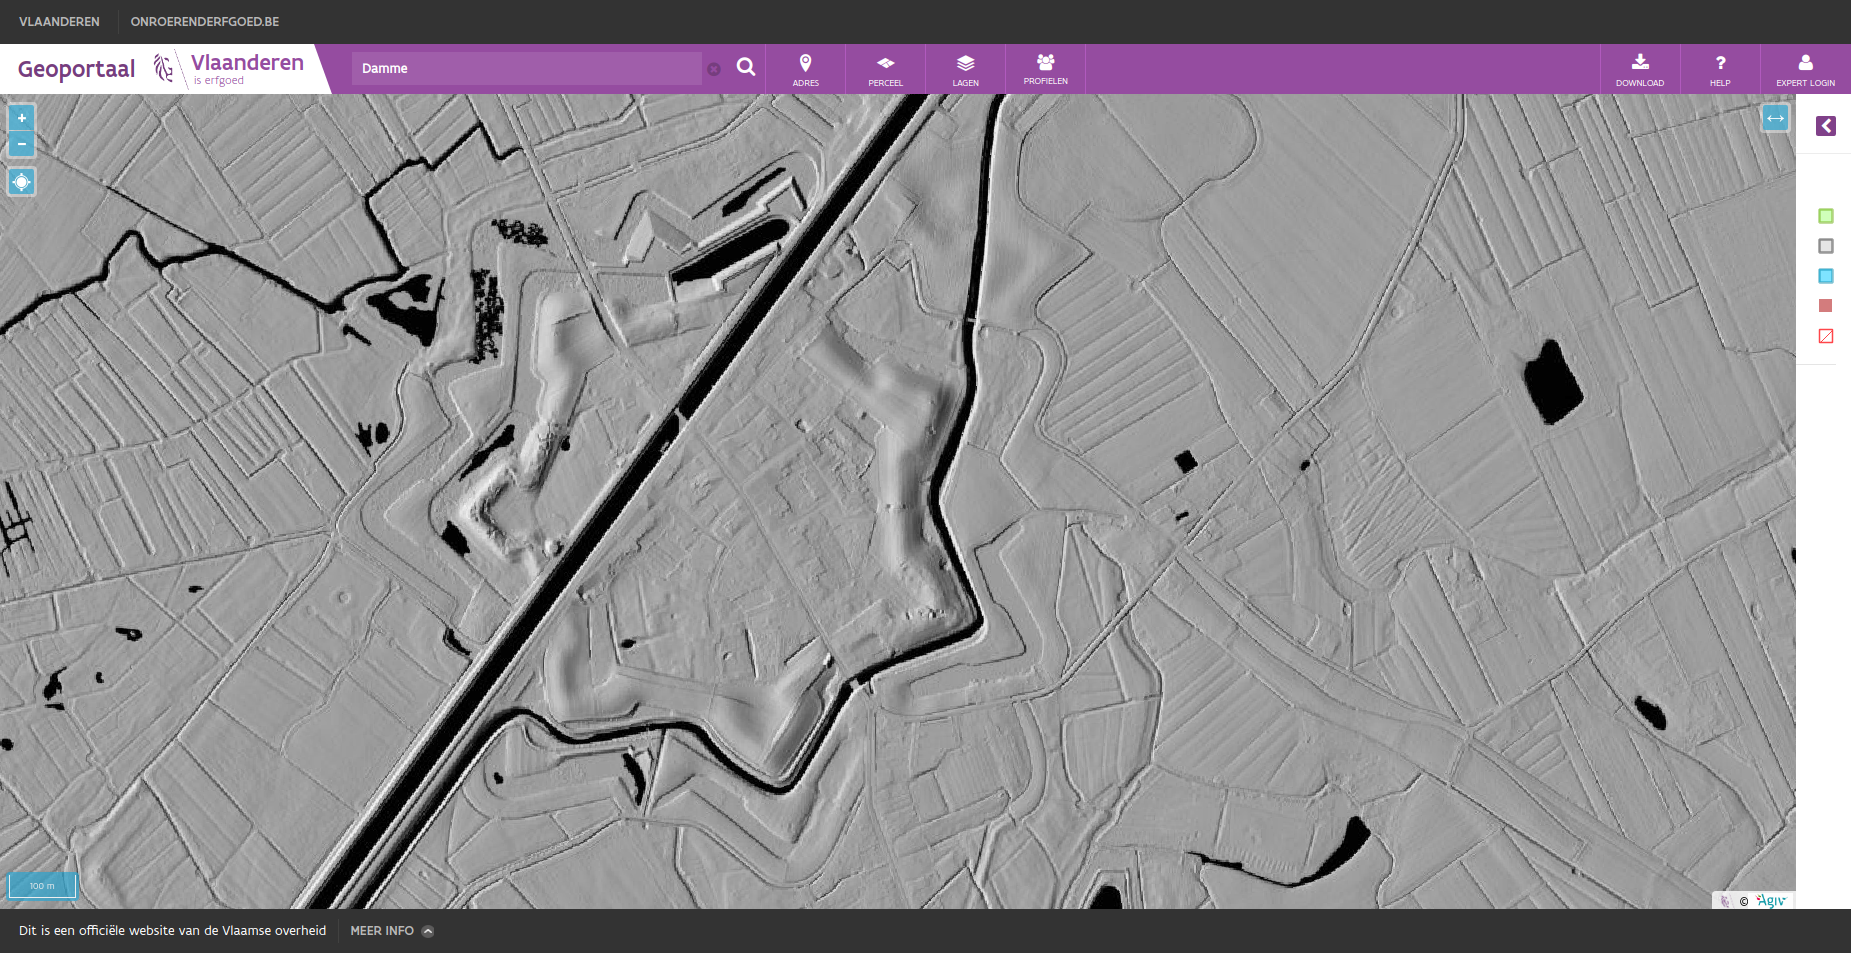 VLAANDEREN
ONROERENDERFGOED.BE
Geoportaal
Vlaanderen
is erfgoed
Damme
ADRES
PERCEEL
LAGEN
PROFIELEN
DOWNLOAD
?
HELP
EXPERT LOGIN
+
−
100 m
© Agiv
Dit is een officiële website van de Vlaamse overheid
MEER INFO